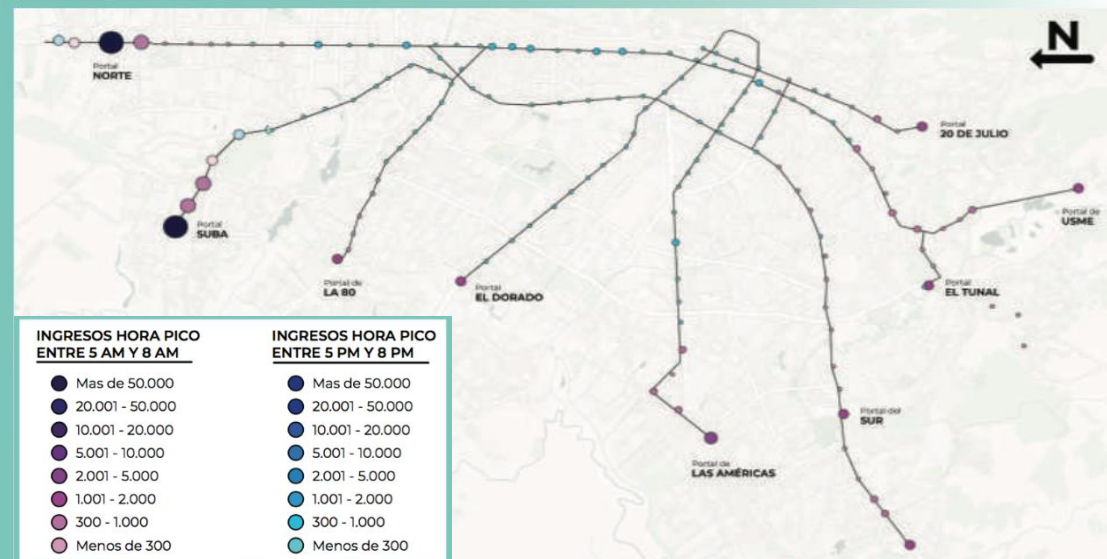 N
Portal
NORTE
Portal
20 DE JULIO
Portal de
USME
Portal
SUBA
Portal de
LA 80
Portal
EL DORADO
Portal
EL TUNAL
Portal del
SUR
Portal de
LAS AMÉRICAS
INGRESOS HORA PICO
ENTRE 5 AM Y 8 AM
Mas de 50.000
20.001 - 50.000
10.001 - 20.000
5.001 - 10.000
2.001 - 5.000
1.001 - 2.000
300 - 1.000
Menos de 300
INGRESOS HORA PICO
ENTRE 5 PM Y 8 PM
Mas de 50.000
20.001 - 50.000
10.001 - 20.000
5.001 - 10.000
2.001 - 5.000
1.001 - 2.000
300 - 1.000
Menos de 300